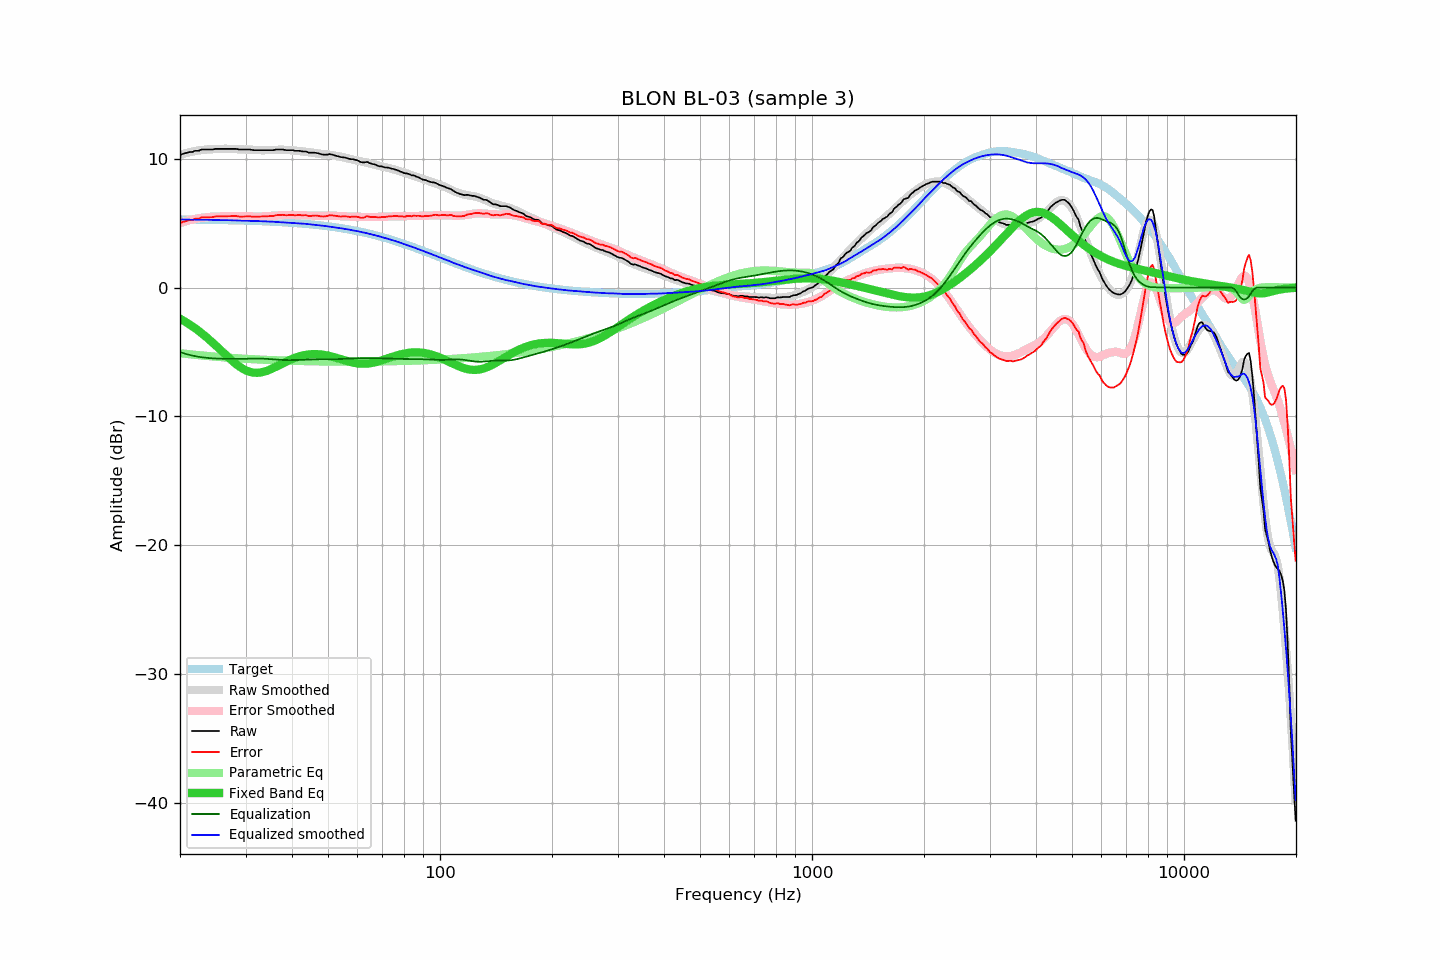 BLON BL-03 (sample 3)
10
0
−10
−20
−30
−40
Amplitude (dBr)
Target
Raw Smoothed
Error Smoothed
Raw
Error
Parametric Eq
Fixed Band Eq
Equalization
Equalized smoothed
100
1000
10000
Frequency (Hz)